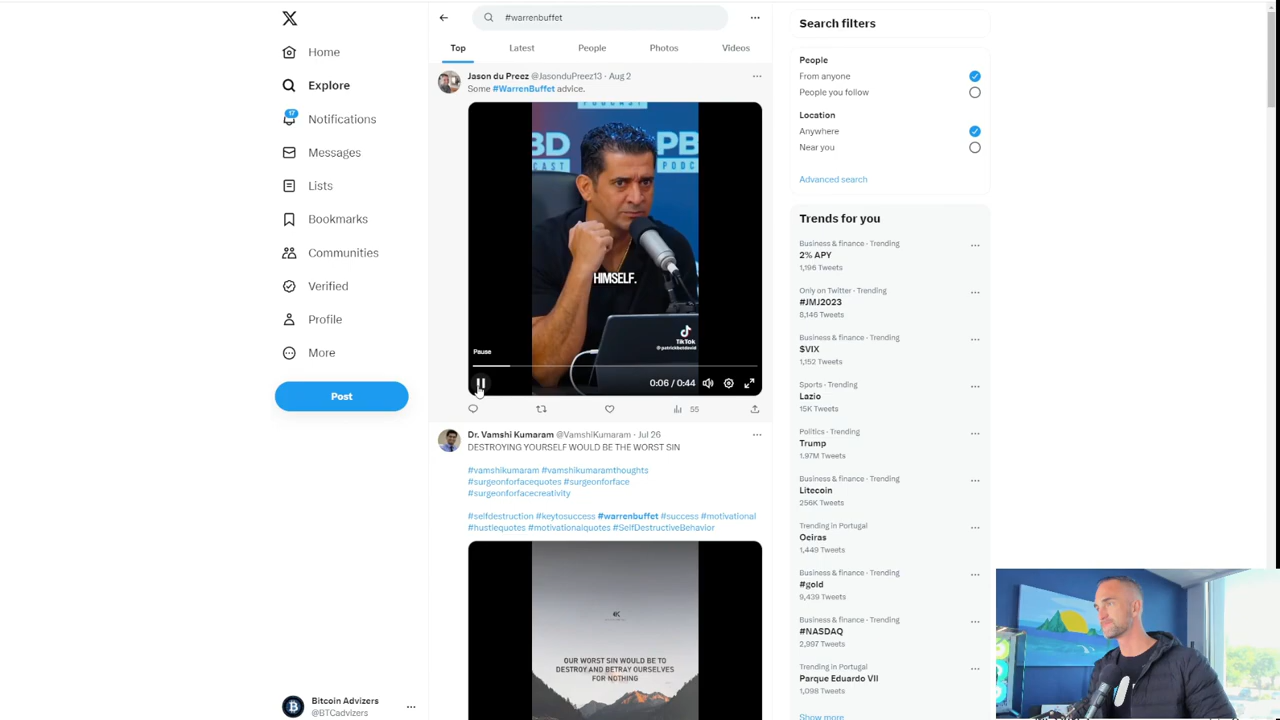 Home
Explore
17
Notifications
Messages
Lists
Bookmarks
Communities
Verified
Profile
More
Post
Bitcoin Advizers
@BTCadvizers
#warrenbuffet
Top Latest People Photos Videos
Jason du Preez @JasonduPreez13 · Aug 2
Some #WarrenBuffet advice.
PODCAST
BD
CAST
PB
PODC
HIMSELF.
TikTok
@patrickbetdavid
Pause
0:06 / 0:44
55
Dr. Vamshi Kumaram @VamshiKumaram · Jul 26
DESTROYING YOURSELF WOULD BE THE WORST SIN
#vamshikumaram #vamshikumaramthoughts
#surgeonforfacequotes #surgeonforface
#surgeonforfacecreativity
#selfdestruction #keytosuccess #warrenbuffet #success #motivational
#hustlequotes #motivationalquotes #SelfDestructiveBehavior
OUR WORST SIN WOULD BE TO
DESTROY AND BETRAY OURSELVES
FOR NOTHING
Search filters
People
From anyone
People you follow
Location
Anywhere
Near you
Advanced search
Trends for you
Business & finance · Trending
2% APY
1,196 Tweets
Only on Twitter · Trending
#JMJ2023
8,146 Tweets
Business & finance · Trending
$VIX
1,152 Tweets
Sports · Trending
Lazio
15K Tweets
Politics · Trending
Trump
1.97M Tweets
Business & finance · Trending
Litecoin
256K Tweets
Trending in Portugal
Oeiras
1,449 Tweets
Business & finance · Trending
#gold
9,439 Tweets
Business & finance · Trending
#NASDAQ
2,997 Tweets
Trending in Portugal
Parque Eduardo VII
1,098 Tweets
Show more